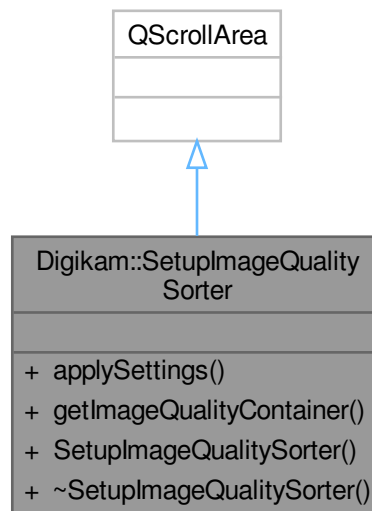 QScrollArea
Digikam::SetupImageQuality
Sorter
+ applySettings()
+ getImageQualityContainer()
+ SetupImageQualitySorter()
+ ~SetupImageQualitySorter()